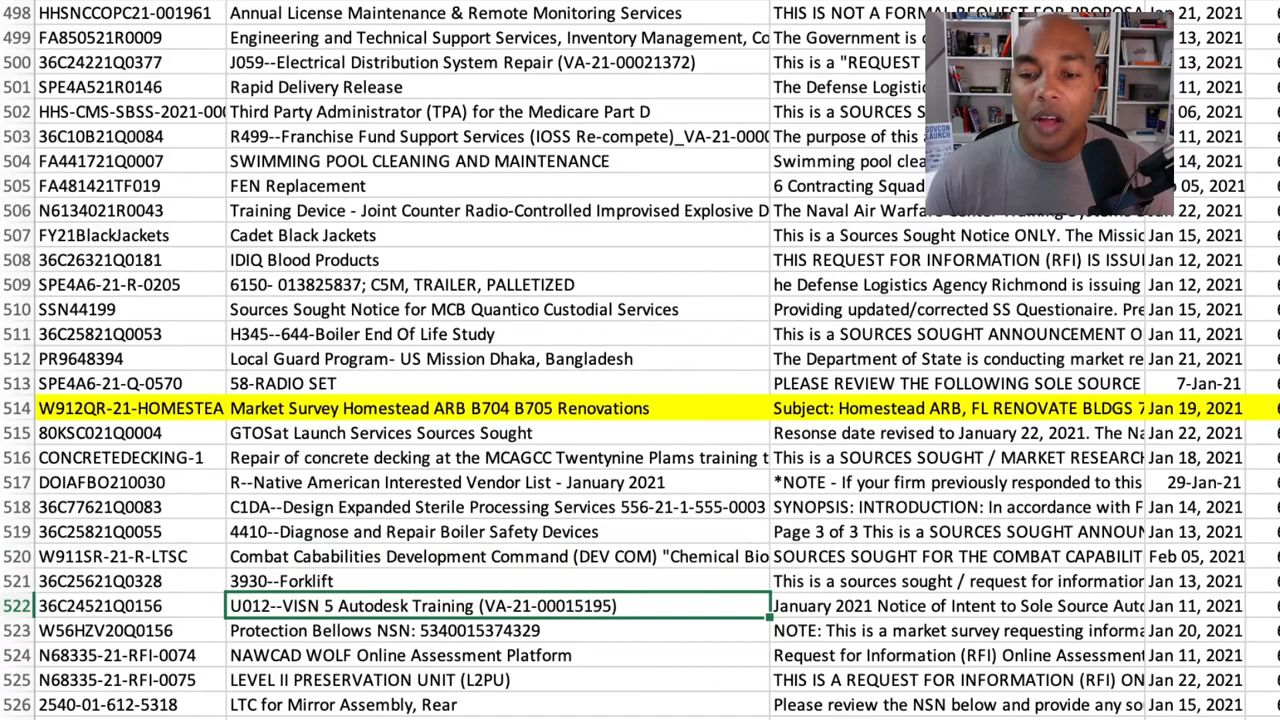 498 HHSNCCOPC21-001961 Annual License Maintenance & Remote Monitoring Services THIS IS NOT A FORMAL REQUEST FOR PROPOSA Jan 21, 2021
499 FA850521R0009 Engineering and Technical Support Services, Inventory Management, Co The Government is c 13, 2021
500 36C24221Q0377 J059--Electrical Distribution System Repair (VA-21-00021372) This is a "REQUEST 13, 2021
501 SPE4A521R0146 Rapid Delivery Release The Defense Logistic 11, 2021
502 HHS-CMS-SBSS-2021-000 Third Party Administrator (TPA) for the Medicare Part D This is a SOURCES S 06, 2021
503 36C10B21Q0084 R499--Franchise Fund Support Services (IOSS Re-compete)_VA-21-0000 The purpose of this 11, 2021
504 FA441721Q0007 SWIMMING POOL CLEANING AND MAINTENANCE Swimming pool clea 14, 2021
505 FA481421TF019 FEN Replacement 6 Contracting Squad 05, 2021
506 N6134021R0043 Training Device - Joint Counter Radio-Controlled Improvised Explosive D The Naval Air Warfare Center Training Systems 22, 2021
507 FY21BlackJackets Cadet Black Jackets This is a Sources Sought Notice ONLY. The Missic Jan 15, 2021
508 36C26321Q0181 IDIQ Blood Products THIS REQUEST FOR INFORMATION (RFI) IS ISSUI Jan 12, 2021
509 SPE4A6-21-R-0205 6150- 013825837; C5M, TRAILER, PALLETIZED he Defense Logistics Agency Richmond is issuing Jan 12, 2021
510 SSN44199 Sources Sought Notice for MCB Quantico Custodial Services Providing updated/corrected SS Questionaire. Pre Jan 15, 2021
511 36C25821Q0053 H345--644-Boiler End Of Life Study This is a SOURCES SOUGHT ANNOUNCEMENT O Jan 11, 2021
512 PR9648394 Local Guard Program- US Mission Dhaka, Bangladesh The Department of State is conducting market re Jan 21, 2021
513 SPE4A6-21-Q-0570 58-RADIO SET PLEASE REVIEW THE FOLLOWING SOLE SOURCE 7-Jan-21
514 W912QR-21-HOMESTEA Market Survey Homestead ARB B704 B705 Renovations Subject: Homestead ARB, FL RENOVATE BLDGS 7 Jan 19, 2021
515 80KSC021Q0004 GTOSat Launch Services Sources Sought Resonse date revised to January 22, 2021. The Na Jan 22, 2021
516 CONCRETEDECKING-1 Repair of concrete decking at the MCAGCC Twentynine Plams training t This is a SOURCES SOUGHT / MARKET RESEARCH Jan 18, 2021
517 DOIAFBO210030 R--Native American Interested Vendor List - January 2021 *NOTE - If your firm previously responded to this 29-Jan-21
518 36C77621Q0083 C1DA--Design Expanded Sterile Processing Services 556-21-1-555-0003 SYNOPSIS: INTRODUCTION: In accordance with F Jan 14, 2021
519 36C25821Q0055 4410--Diagnose and Repair Boiler Safety Devices Page 3 of 3 This is a SOURCES SOUGHT ANNOUN Jan 13, 2021
520 W911SR-21-R-LTSC Combat Cababilities Development Command (DEV COM) "Chemical Bio SOURCES SOUGHT FOR THE COMBAT CAPABILIT Feb 05, 2021
521 36C25621Q0328 3930--Forklift This is a sources sought / request for information Jan 13, 2021
522 36C24521Q0156 U012--VISN 5 Autodesk Training (VA-21-00015195) January 2021 Notice of Intent to Sole Source Auto Jan 11, 2021
523 W56HZV20Q0156 Protection Bellows NSN: 5340015374329 NOTE: This is a market survey requesting informa Jan 20, 2021
524 N68335-21-RFI-0074 NAWCAD WOLF Online Assessment Platform Request for Information (RFI) Online Assessment Jan 11, 2021
525 N68335-21-RFI-0075 LEVEL II PRESERVATION UNIT (L2PU) THIS IS A REQUEST FOR INFORMATION (RFI) ON Jan 22, 2021
526 2540-01-612-5318 LTC for Mirror Assembly, Rear Please review the NSN below and provide any so Jan 15, 2021